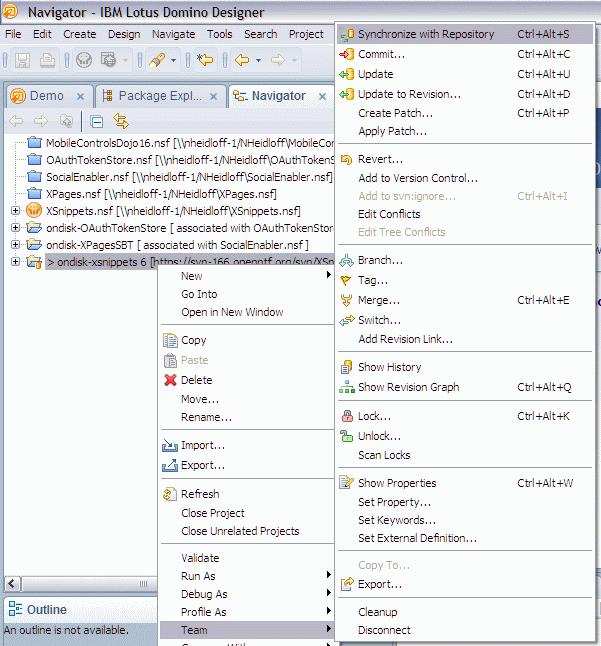 Navigator - IBM Lotus Domino Designer
File Edit Create Design Navigate Tools Search Project
Demo
Package Expl...
Navigator
MobileControlsDojo16.nsf [\\nheidloff-1/NHeidloff\MobileCom
OAuthTokenStore.nsf [\\nheidloff-1/NHeidloff\OAuthTokenSt
SocialEnabler.nsf [\\nheidloff-1/NHeidloff\SocialEnabler.nsf]
XPages.nsf [\\nheidloff-1/NHeidloff\XPages.nsf]
XSnippets.nsf [\\nheidloff-1/NHeidloff\XSnippets.nsf]
ondisk-OAuthTokenStore [ associated with OAuthTokenStore.r
ondisk-XPagesSBT [ associated with SocialEnabler.nsf ]
> ondisk-xsnippets 6 [https://svn-166.openntf.org/svn/XSn
New
Go Into
Open in New Window
Copy
Paste
Delete
Move...
Rename...
Import...
Export...
Refresh
Close Project
Close Unrelated Projects
Validate
Run As
Debug As
Profile As
Team
Synchronize with Repository Ctrl+Alt+S
Commit... Ctrl+Alt+C
Update Ctrl+Alt+U
Update to Revision... Ctrl+Alt+D
Create Patch... Ctrl+Alt+P
Apply Patch...
Revert...
Add to Version Control...
Add to svn:ignore... Ctrl+Alt+I
Edit Conflicts
Edit Tree Conflicts
Branch...
Tag...
Merge... Ctrl+Alt+E
Switch...
Add Revision Link...
Show History
Show Revision Graph Ctrl+Alt+Q
Lock... Ctrl+Alt+K
Unlock...
Scan Locks
Show Properties Ctrl+Alt+W
Set Property...
Set Keywords...
Set External Definition...
Copy To...
Export...
Cleanup
Disconnect
Outline
An outline is not available.